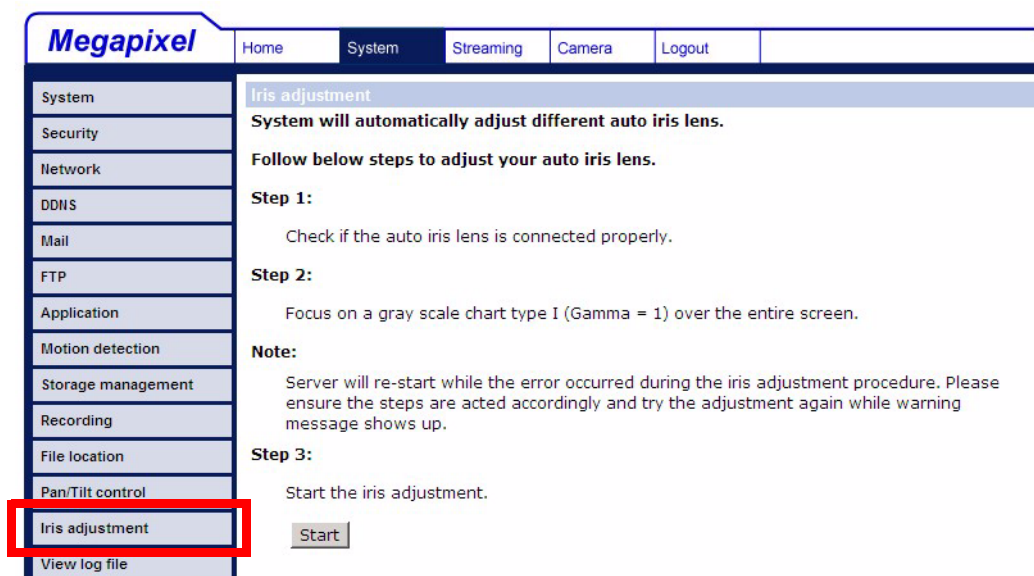 Megapixel
Home System Streaming Camera Logout
System
Security
Network
DDNS
Mail
FTP
Application
Motion detection
Storage management
Recording
File location
Pan/Tilt control
Iris adjustment
View log file
Iris adjustment
System will automatically adjust different auto iris lens.
Follow below steps to adjust your auto iris lens.
Step 1:
Check if the auto iris lens is connected properly.
Step 2:
Focus on a gray scale chart type I (Gamma = 1) over the entire screen.
Note:
Server will re-start while the error occurred during the iris adjustment procedure. Please
ensure the steps are acted accordingly and try the adjustment again while warning
message shows up.
Step 3:
Start the iris adjustment.
Start